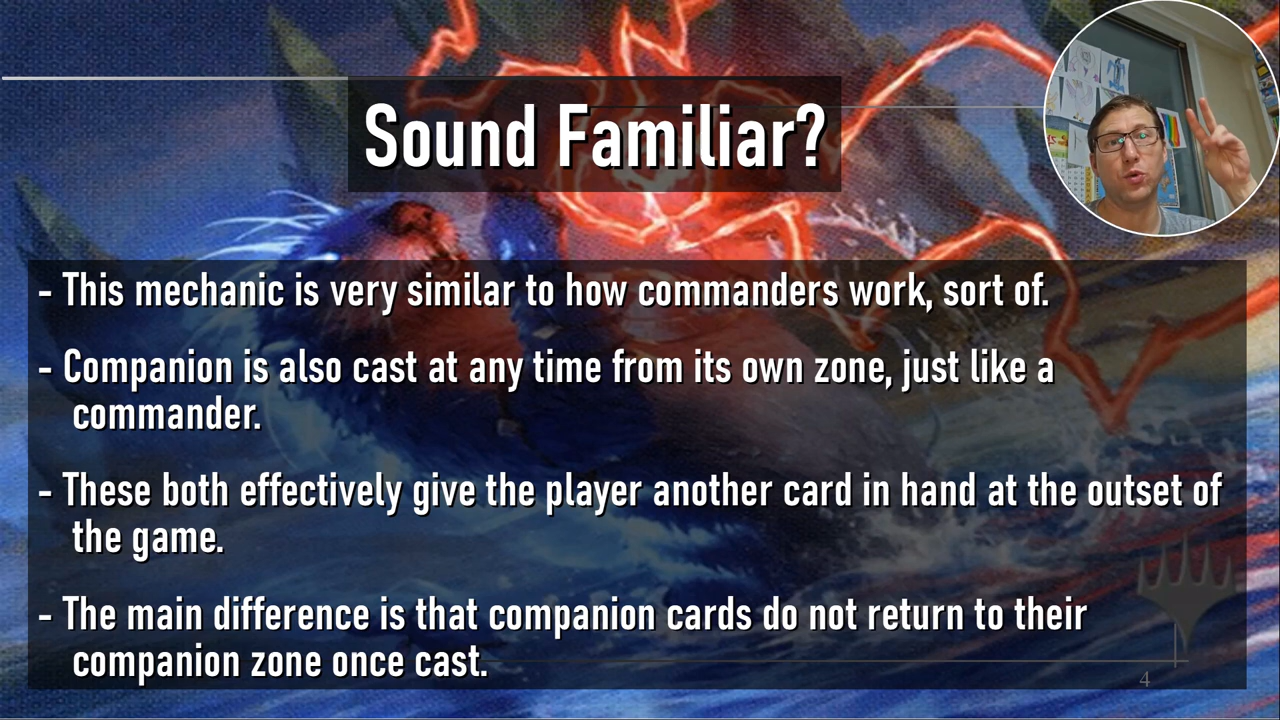 Sound Familiar?
- This mechanic is very similar to how commanders work, sort of.
- Companion is also cast at any time from its own zone, just like a
commander.
- These both effectively give the player another card in hand at the outset of
the game.
- The main difference is that companion cards do not return to their
companion zone once cast.
4